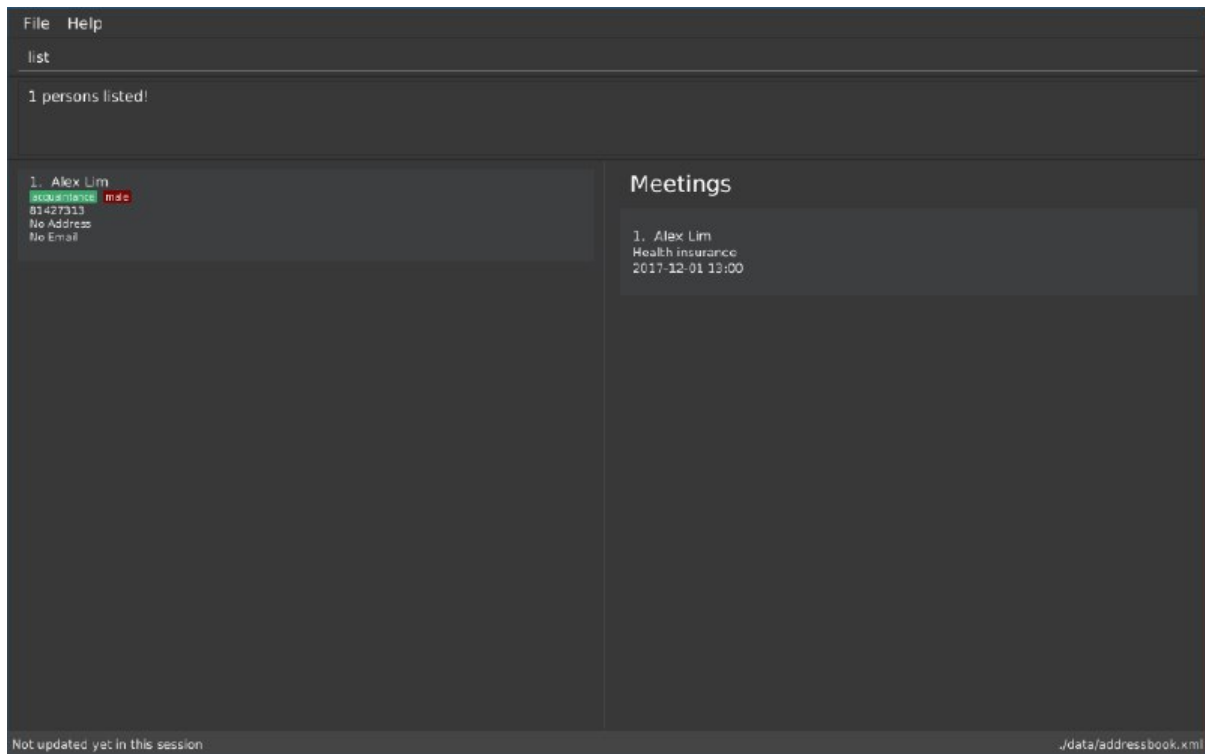 File Help
list
1 persons listed!
1. Alex Lim
acquaintance male
81427313
No Address
No Email
Meetings
1. Alex Lim
Health insurance
2017-12-01 13:00
Not updated yet in this session
./data/addressbook.xml